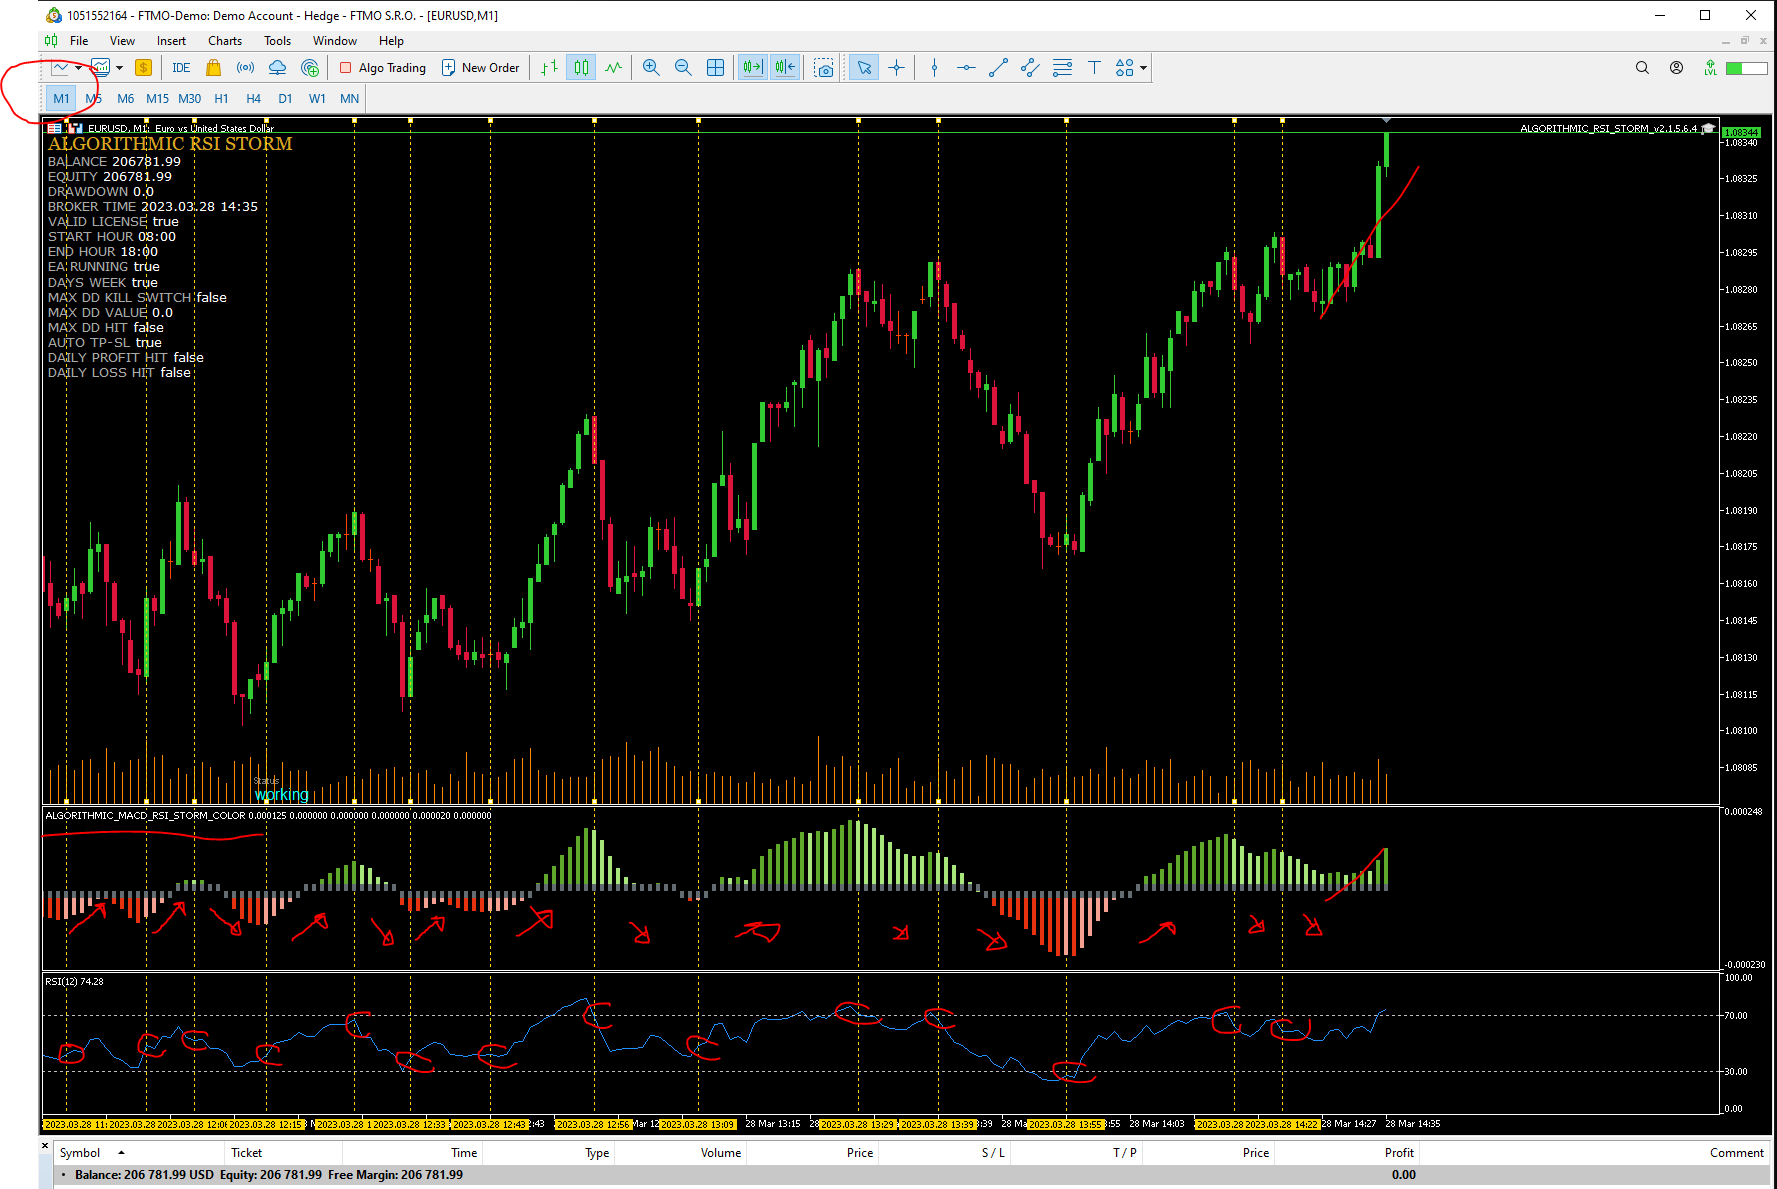 1051552164 - FTMO-Demo: Demo Account - Hedge - FTMO S.R.O. - [EURUSD,M1]
File View Insert Charts Tools Window Help
IDE Algo Trading New Order LVL
M1 M5 M6 M15 M30 H1 H4 D1 W1 MN
EURUSD, M1: Euro vs United States Dollar
ALGORITHMIC_RSI_STORM_v2.1.5.6.4
ALGORITHMIC RSI STORM
BALANCE 206781.99
EQUITY 206781.99
DRAWDOWN 0.0
BROKER TIME 2023.03.28 14:35
VALID LICENSE true
START HOUR 08:00
END HOUR 18:00
EA RUNNING true
DAYS WEEK true
MAX DD KILL SWITCH false
MAX DD VALUE 0.0
MAX DD HIT false
AUTO TP-SL true
DAILY PROFIT HIT false
DAILY LOSS HIT false
1.08344
1.08340
1.08325
1.08310
1.08295
1.08280
1.08265
1.08250
1.08235
1.08220
1.08205
1.08190
1.08175
1.08160
1.08145
1.08130
1.08115
1.08100
1.08085
Status
working
ALGORITHMIC_MACD_RSI_STORM_COLOR 0.000125 0.000000 0.000000 0.000000 0.000020 0.000000
0.000248
-0.000230
RSI(12) 74.28
100.00
70.00
30.00
0.00
2023.03.28 11: 2023.03.28 2023.03.28 12:06 2023.03.28 12:15 2023.03.28 1 2023.03.28 12:33 2023.03.28 12:43 2:43 2023.03.28 12:56 Mar 12 2023.03.28 13:09 28 Mar 13:15 28 2023.03.28 13:29 2023.03.28 13:39 3:39 28 Ma 2023.03.28 13:55 3:55 28 Mar 14:03 2023.03.28 2023.03.28 14:22 28 Mar 14:27 28 Mar 14:35
Symbol Ticket Time Type Volume Price S / L T / P Price Profit Comment
Balance: 206 781.99 USD Equity: 206 781.99 Free Margin: 206 781.99 0.00